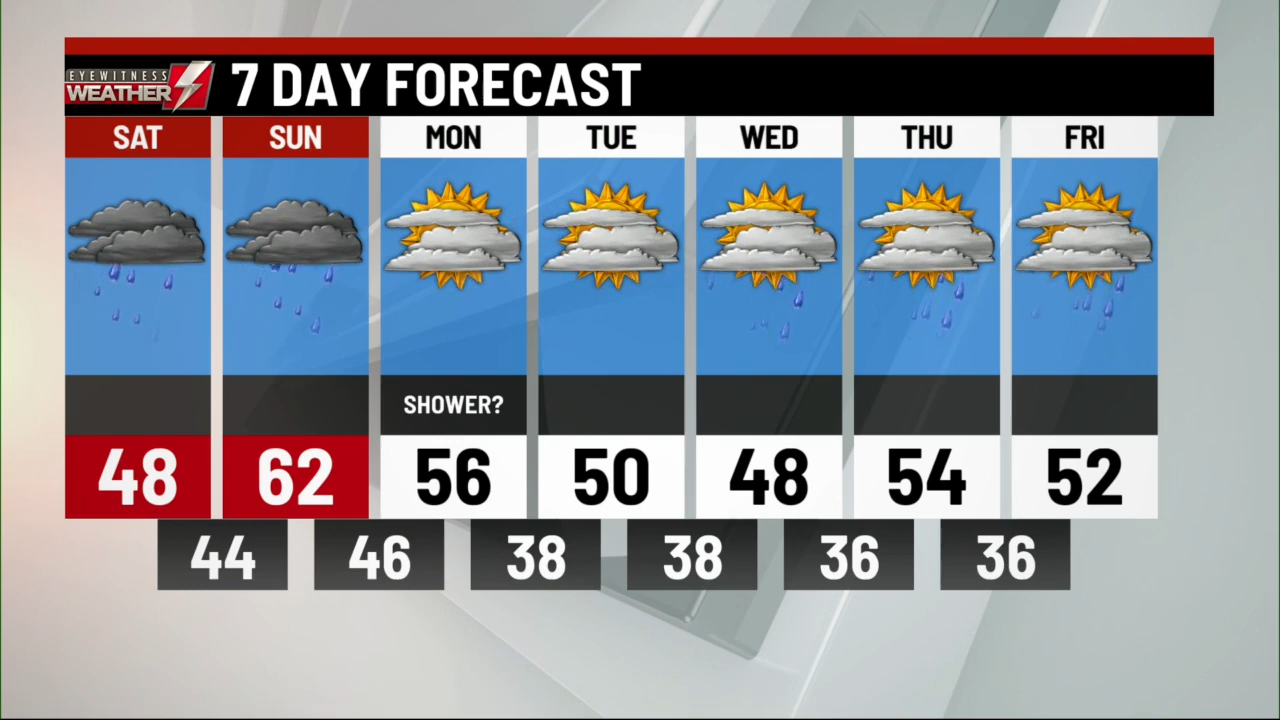 EYEWITNESS
WEATHER
7 DAY FORECAST
SAT SUN MON TUE WED THU FRI
SHOWER?
48 62 56 50 48 54 52
44 46 38 38 36 36